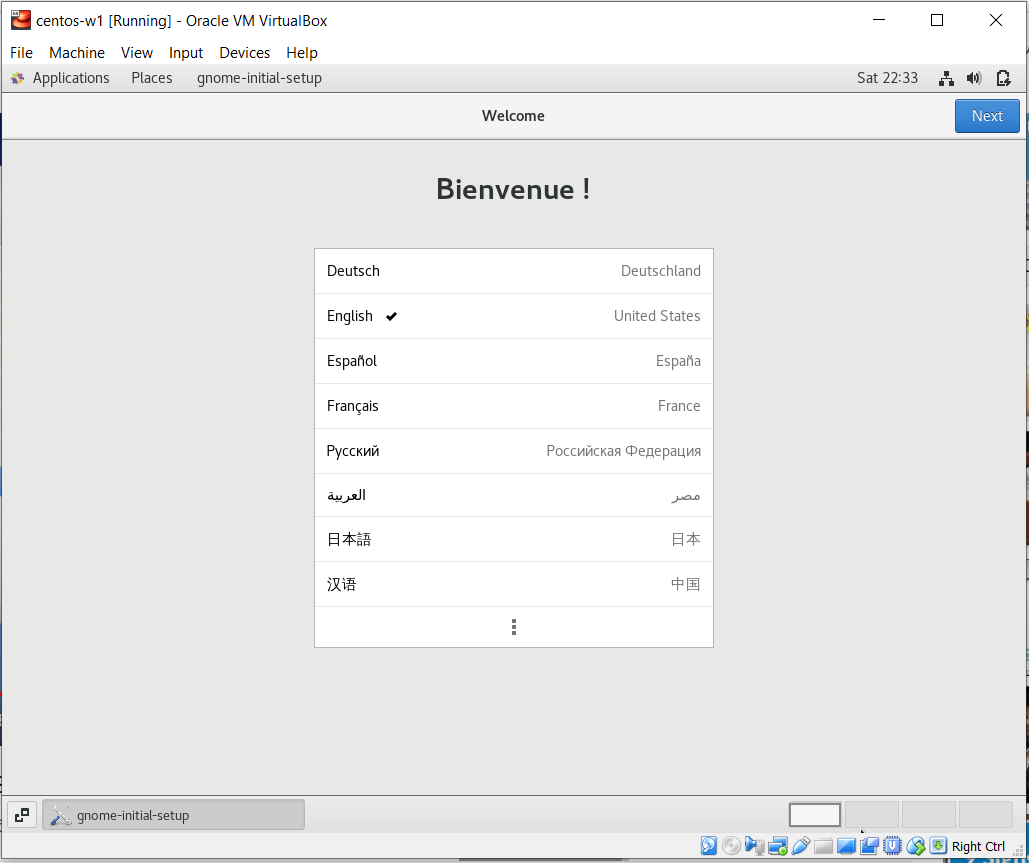 centos-w1 [Running] - Oracle VM VirtualBox
File Machine View Input Devices Help
Applications Places gnome-initial-setup Sat 22:33
Welcome Next
Bienvenue !
Deutsch Deutschland
English United States
Español España
Français France
Русский Российская Федерация
العربية مصر
日本語 日本
汉语 中国
gnome-initial-setup
Right Ctrl